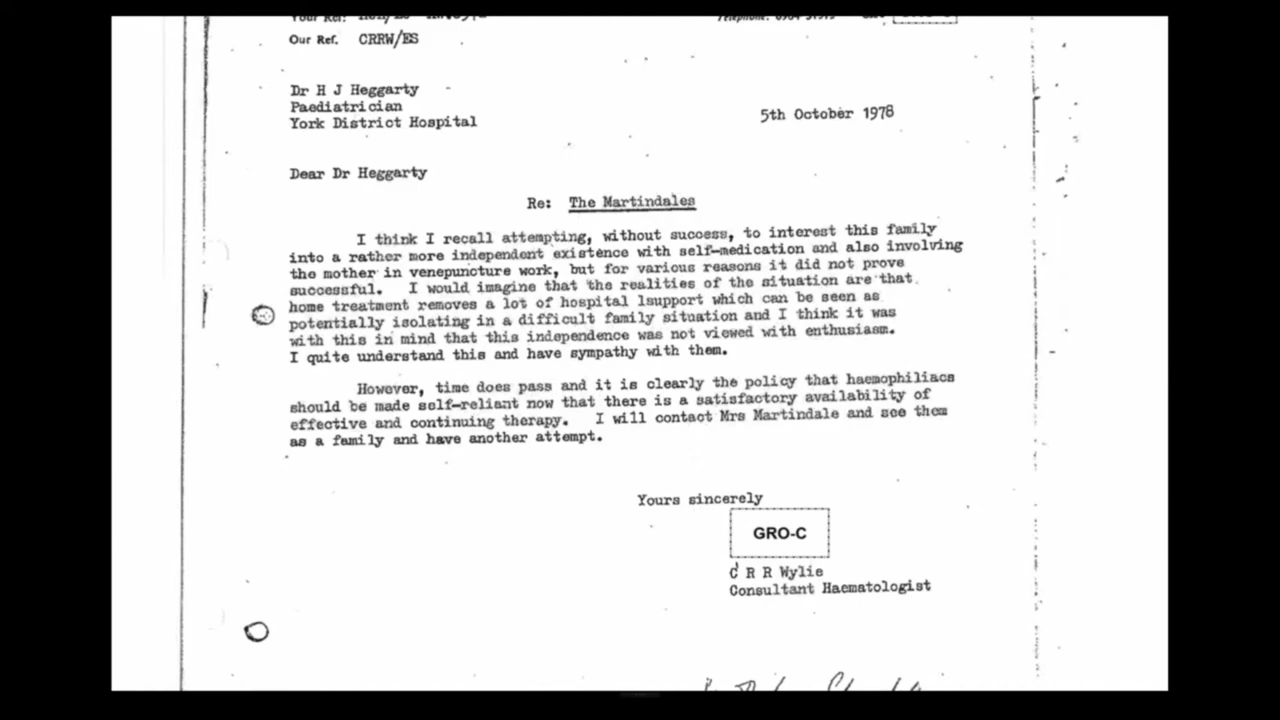 Your Ref:
Telephone:
Our Ref. CRRW/ES
Dr H J Heggarty
Paediatrician
York District Hospital
5th October 1978
Dear Dr Heggarty
Re: The Martindales
I think I recall attempting, without success, to interest this family
into a rather more independent existence with self-medication and also involving
the mother in venepuncture work, but for various reasons it did not prove
successful. I would imagine that the realities of the situation are that
home treatment removes a lot of hospital lsupport which can be seen as
potentially isolating in a difficult family situation and I think it was
with this in mind that this independence was not viewed with enthusiasm.
I quite understand this and have sympathy with them.
However, time does pass and it is clearly the policy that haemophiliacs
should be made self-reliant now that there is a satisfactory availability of
effective and continuing therapy. I will contact Mrs Martindale and see them
as a family and have another attempt.
Yours sincerely
GRO-C
C R R Wylie
Consultant Haematologist